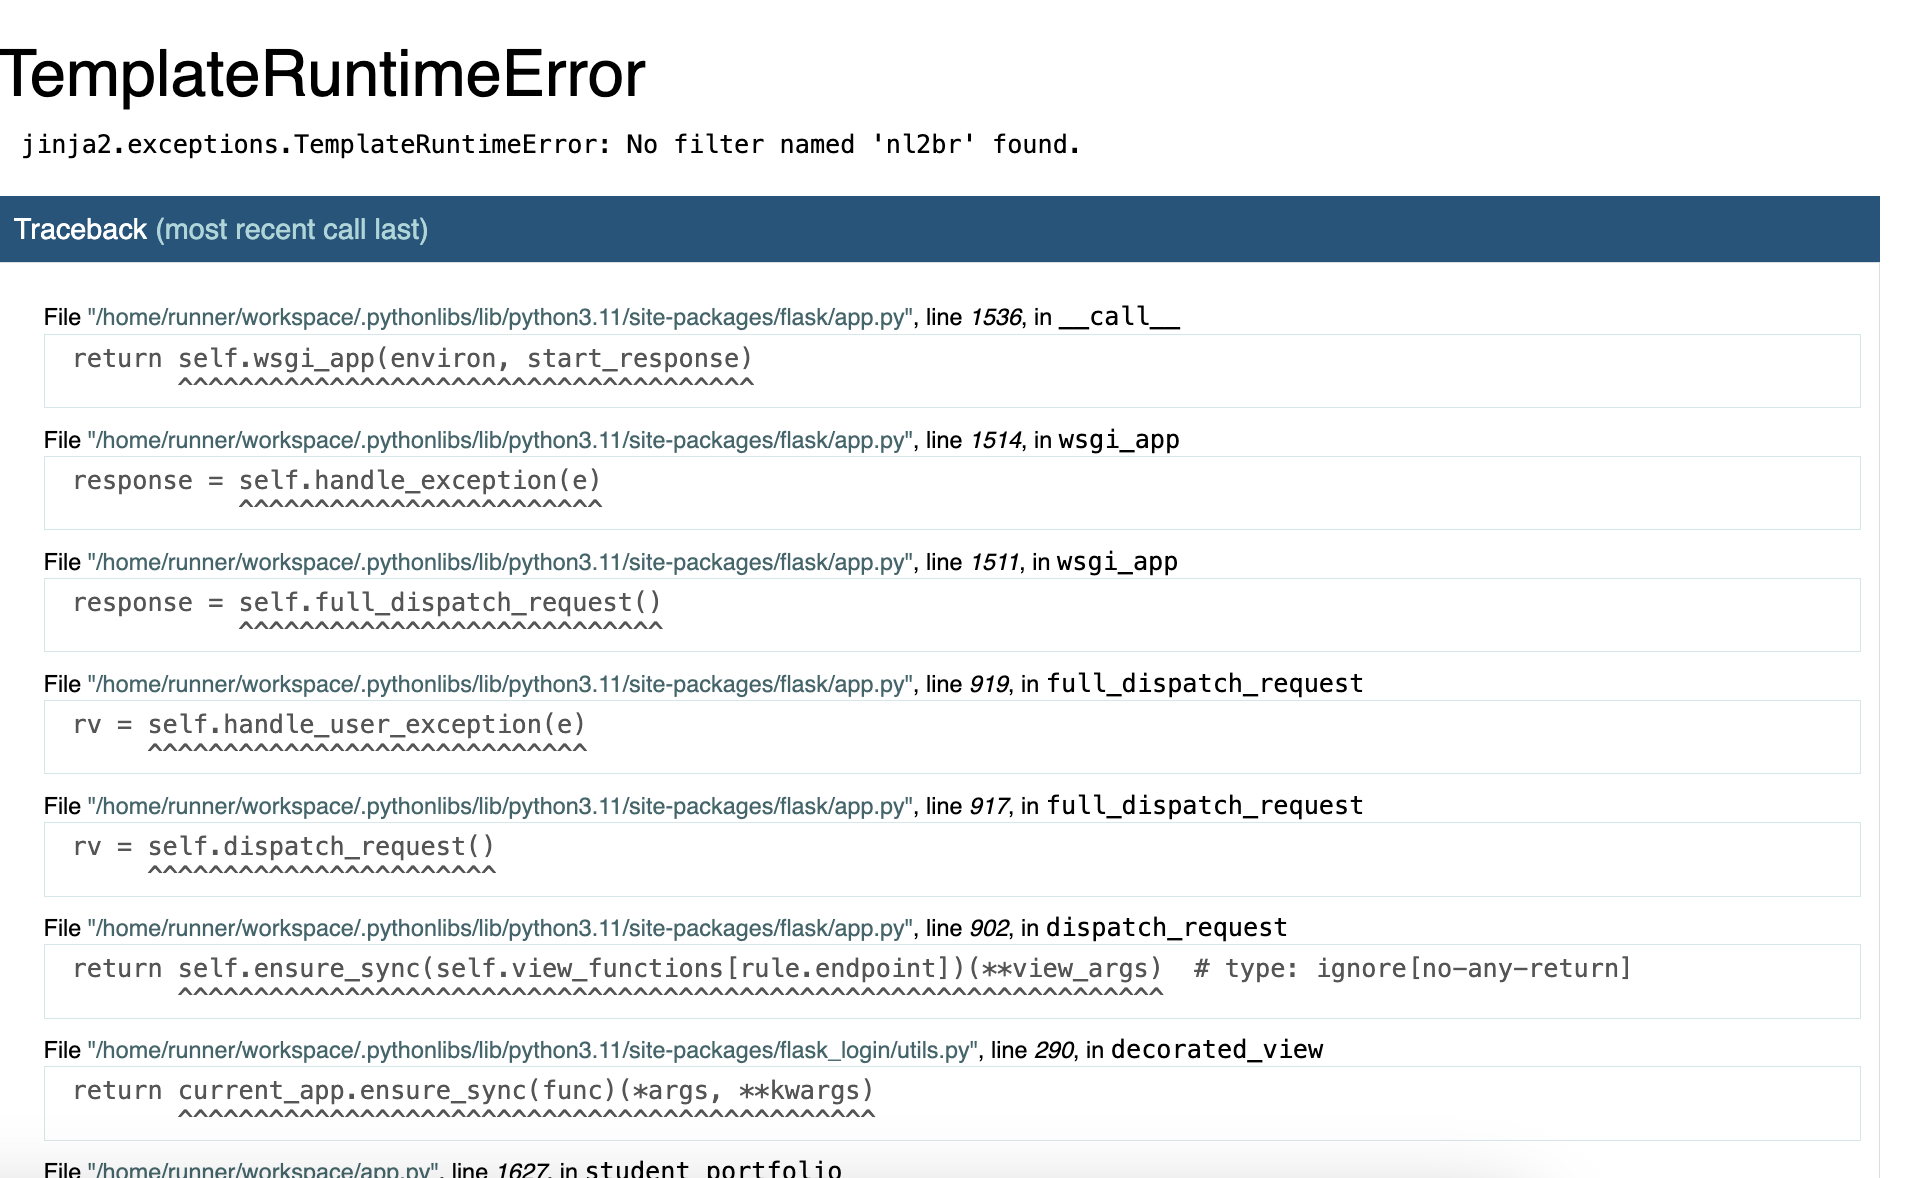 TemplateRuntimeError
jinja2.exceptions.TemplateRuntimeError: No filter named 'nl2br' found.
Traceback (most recent call last)
File "/home/runner/workspace/.pythonlibs/lib/python3.11/site-packages/flask/app.py", line 1536, in __call__
return self.wsgi_app(environ, start_response)
^^^^^^^^^^^^^^^^^^^^^^^^^^^^^^^^^^^^^^
File "/home/runner/workspace/.pythonlibs/lib/python3.11/site-packages/flask/app.py", line 1514, in wsgi_app
response = self.handle_exception(e)
^^^^^^^^^^^^^^^^^^^^^^^^
File "/home/runner/workspace/.pythonlibs/lib/python3.11/site-packages/flask/app.py", line 1511, in wsgi_app
response = self.full_dispatch_request()
^^^^^^^^^^^^^^^^^^^^^^^^^^^^
File "/home/runner/workspace/.pythonlibs/lib/python3.11/site-packages/flask/app.py", line 919, in full_dispatch_request
rv = self.handle_user_exception(e)
^^^^^^^^^^^^^^^^^^^^^^^^^^^^^
File "/home/runner/workspace/.pythonlibs/lib/python3.11/site-packages/flask/app.py", line 917, in full_dispatch_request
rv = self.dispatch_request()
^^^^^^^^^^^^^^^^^^^^^^^
File "/home/runner/workspace/.pythonlibs/lib/python3.11/site-packages/flask/app.py", line 902, in dispatch_request
return self.ensure_sync(self.view_functions[rule.endpoint])(**view_args)  # type: ignore[no-any-return]
^^^^^^^^^^^^^^^^^^^^^^^^^^^^^^^^^^^^^^^^^^^^^^^^^^^^^^^^^^^^^^^^^
File "/home/runner/workspace/.pythonlibs/lib/python3.11/site-packages/flask_login/utils.py", line 290, in decorated_view
return current_app.ensure_sync(func)(*args, **kwargs)
^^^^^^^^^^^^^^^^^^^^^^^^^^^^^^^^^^^^^^^^^^^^^^
File "/home/runner/workspace/app.py", line 1627, in student_portfolio